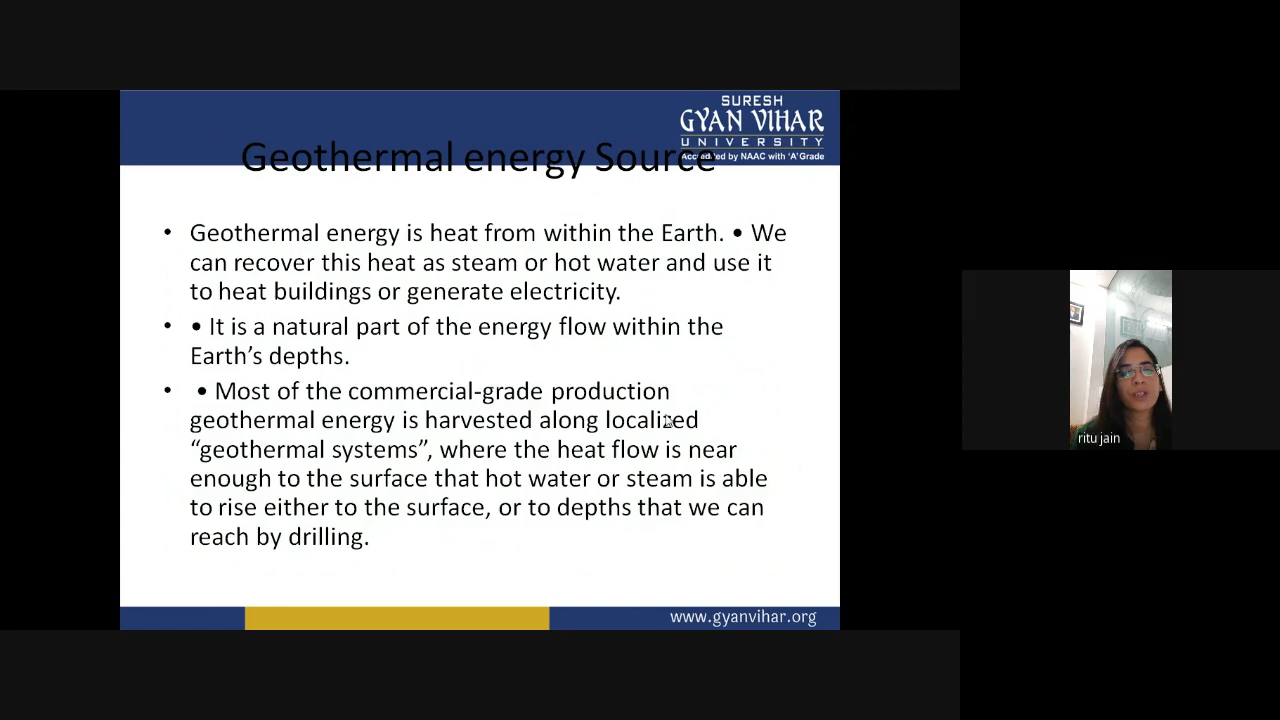 SURESH
GYAN VIHAR
UNIVERSITY
Accredited by NAAC with 'A' Grade
Geothermal energy Source
• Geothermal energy is heat from within the Earth. • We
can recover this heat as steam or hot water and use it
to heat buildings or generate electricity.
• • It is a natural part of the energy flow within the
Earth's depths.
• • Most of the commercial-grade production
geothermal energy is harvested along localized
“geothermal systems”, where the heat flow is near
enough to the surface that hot water or steam is able
to rise either to the surface, or to depths that we can
reach by drilling.
www.gyanvihar.org
ritu jain